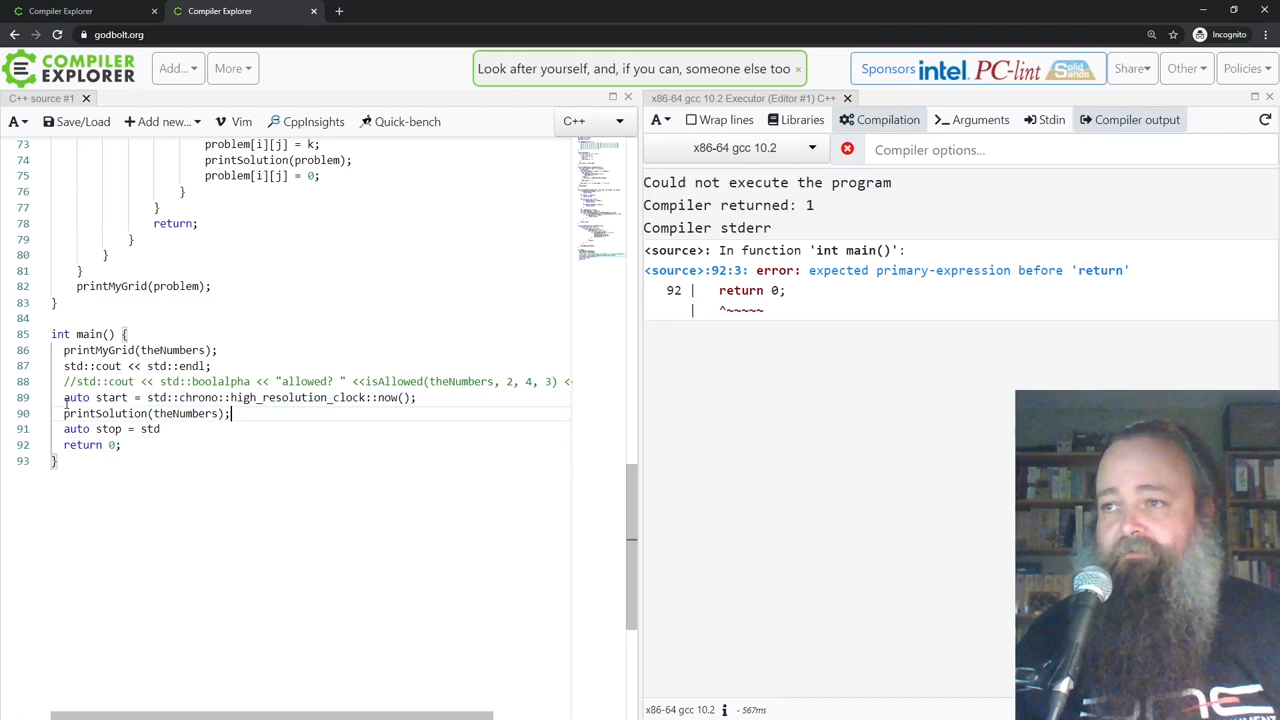 Compiler Explorer × Compiler Explorer × +
godbolt.org Incognito
COMPILER EXPLORER Add... More Look after yourself, and, if you can, someone else too × Sponsors intel. PC-lint Solid Sands Share Other Policies
C++ source #1
A Save/Load + Add new... Vim CppInsights Quick-bench C++
73 problem[i][j] = k;
74 printSolution(problem);
75 problem[i][j] = 0;
76 }
77 }
78 return;
79 }
80 }
81 }
82 printMyGrid(problem);
83 }
84
85 int main() {
86 printMyGrid(theNumbers);
87 std::cout << std::endl;
88 //std::cout << std::boolalpha << "allowed? " <<isAllowed(theNumbers, 2, 4, 3) <
89 auto start = std::chrono::high_resolution_clock::now();
90 printSolution(theNumbers);
91 auto stop = std
92 return 0;
93 }
x86-64 gcc 10.2 Executor (Editor #1) C++
A Wrap lines Libraries Compilation Arguments Stdin Compiler output
x86-64 gcc 10.2 Compiler options...
Could not execute the program
Compiler returned: 1
Compiler stderr
<source>: In function 'int main()':
<source>:92:3: error: expected primary-expression before 'return'
92 | return 0;
| ^~~~~~
x86-64 gcc 10.2 - 567ms